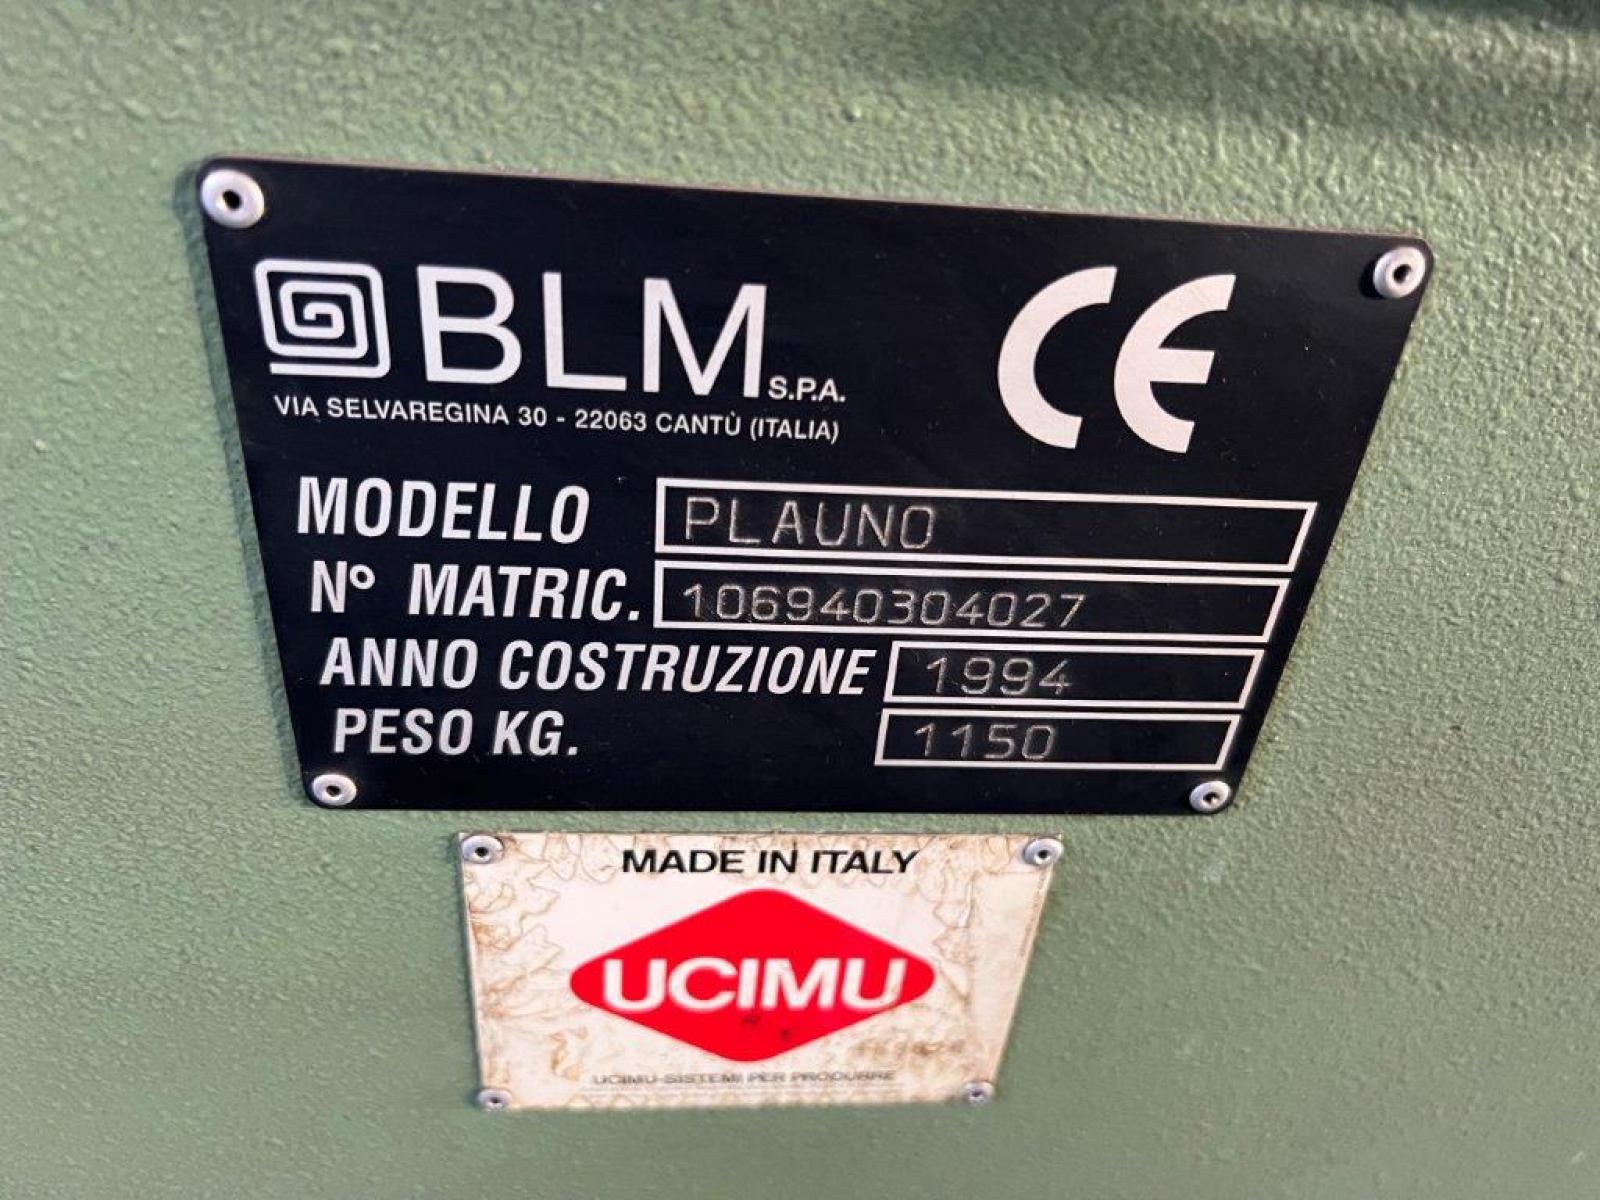 BLM S.P.A.
CE
VIA SELVAREGINA 30 - 22063 CANTÙ (ITALIA)
MODELLO PLAUNO
Nº MATRIC. 106940304027
ANNO COSTRUZIONE 1994
PESO KG. 1150
MADE IN ITALY
UCIMU
UCIMU-SISTEMI PER PRODURRE